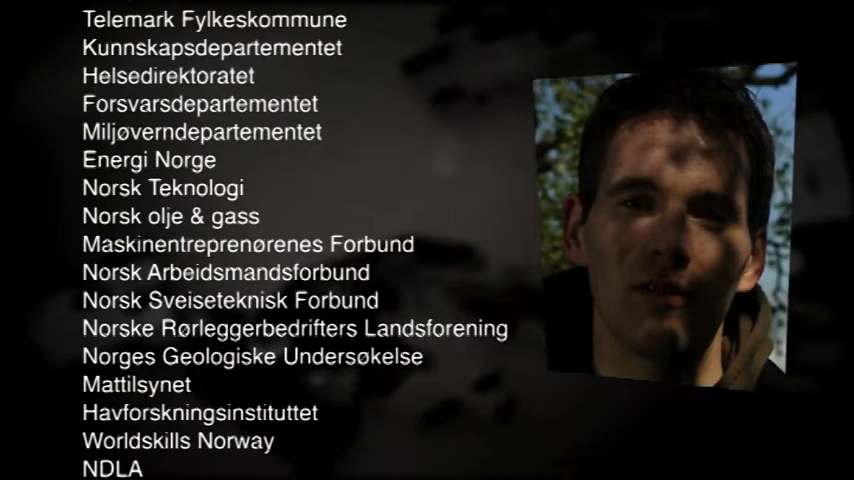 Telemark Fylkeskommune
Kunnskapsdepartementet
Helsedirektoratet
Forsvarsdepartementet
Miljøverndepartementet
Energi Norge
Norsk Teknologi
Norsk olje & gass
Maskinentreprenørenes Forbund
Norsk Arbeidsmandsforbund
Norsk Sveiseteknisk Forbund
Norske Rørleggerbedrifters Landsforening
Norges Geologiske Undersøkelse
Mattilsynet
Havforskningsinstituttet
Worldskills Norway
NDLA